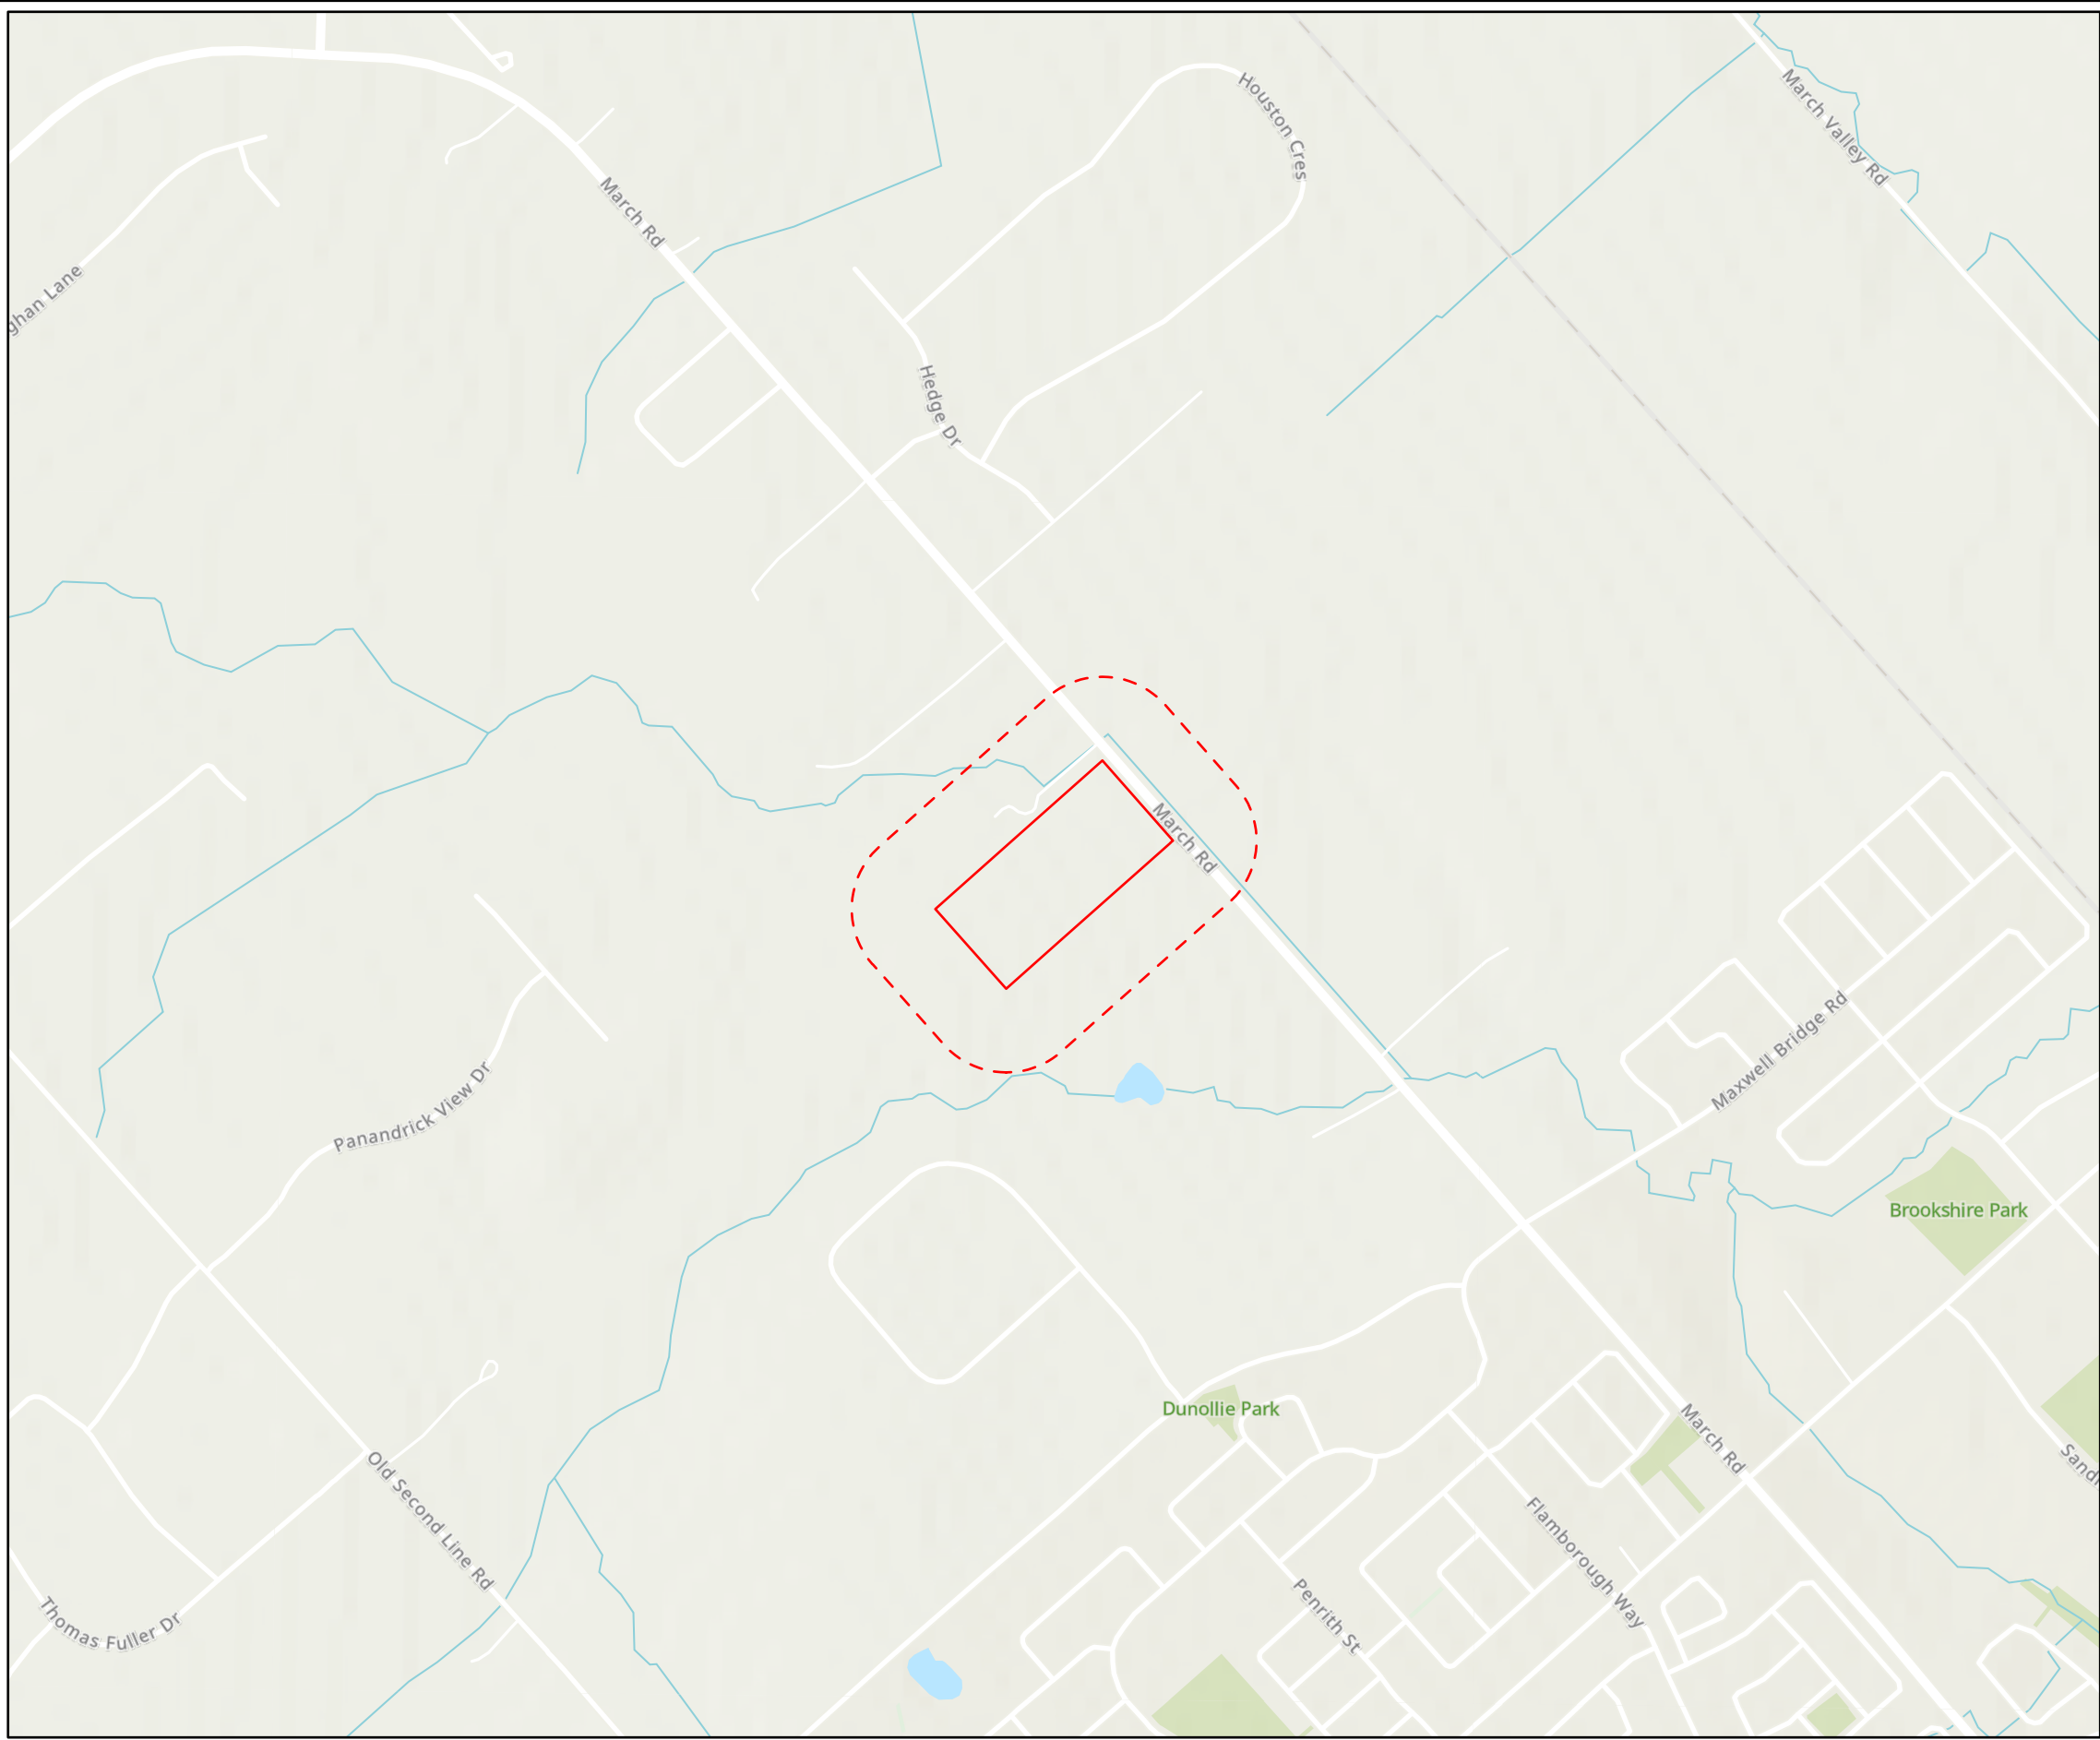 Houston Cres
March Valley Rd
March Rd
ghan Lane
Hedge Dr
March Rd
Maxwell Bridge Rd
Panandrick View Dr
Brookshire Park
Dunollie Park
March Rd
Sandh
Old Second Line Rd
Flamborough Way
Penrith St
Thomas Fuller Dr